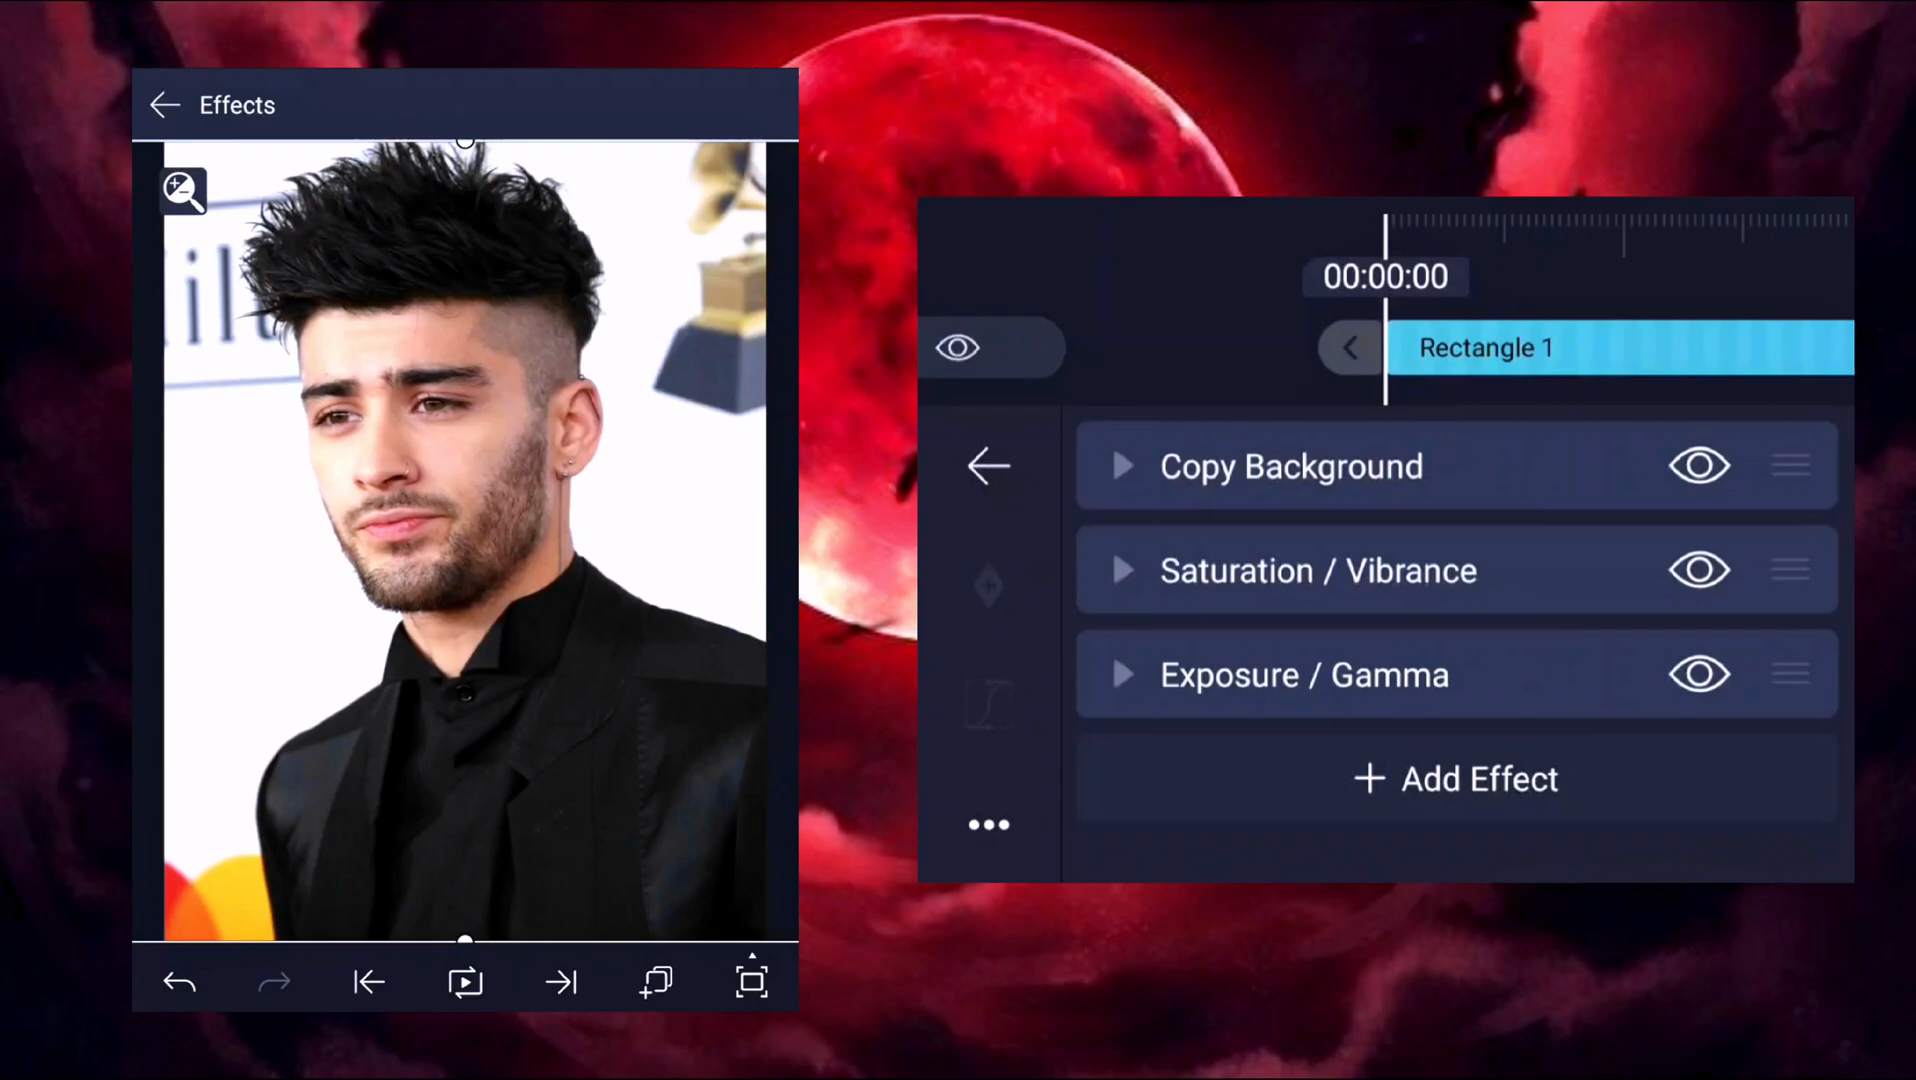 Effects
00:00:00
Rectangle 1
Copy Background
Saturation / Vibrance
Exposure / Gamma
+ Add Effect